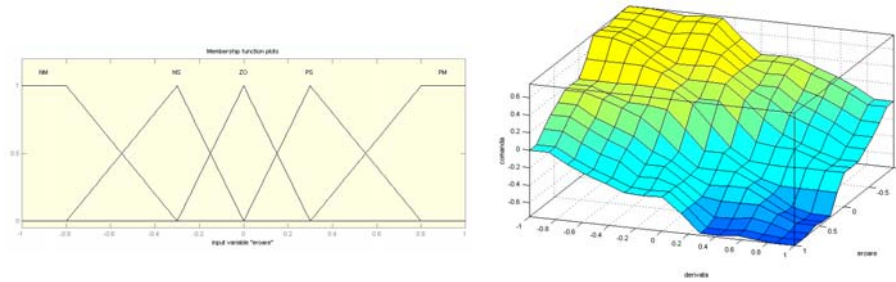 Membership function plots
NM NS ZO PS PM
1
0.5
0
-1 -0.8 -0.6 -0.4 -0.2 0 0.2 0.4 0.6 0.8 1
input variable "eroare"
0.6
0.4
0.2
0
-0.2
-0.4
-0.6
comanda
-1 -0.8 -0.6 -0.4 -0.2 0 0.2 0.4 0.6 0.8 1
derivata
1 0.5 0 -0.5
eroare